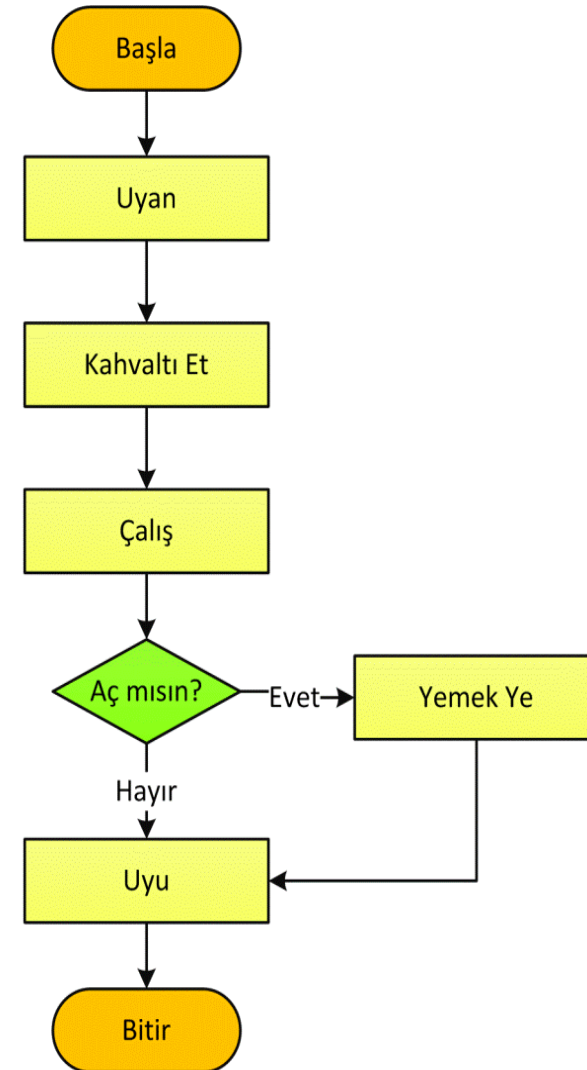 Başla
Uyan
Kahvaltı Et
Çalış
Aç mısın?
Evet
Yemek Ye
Hayır
Uyu
Bitir